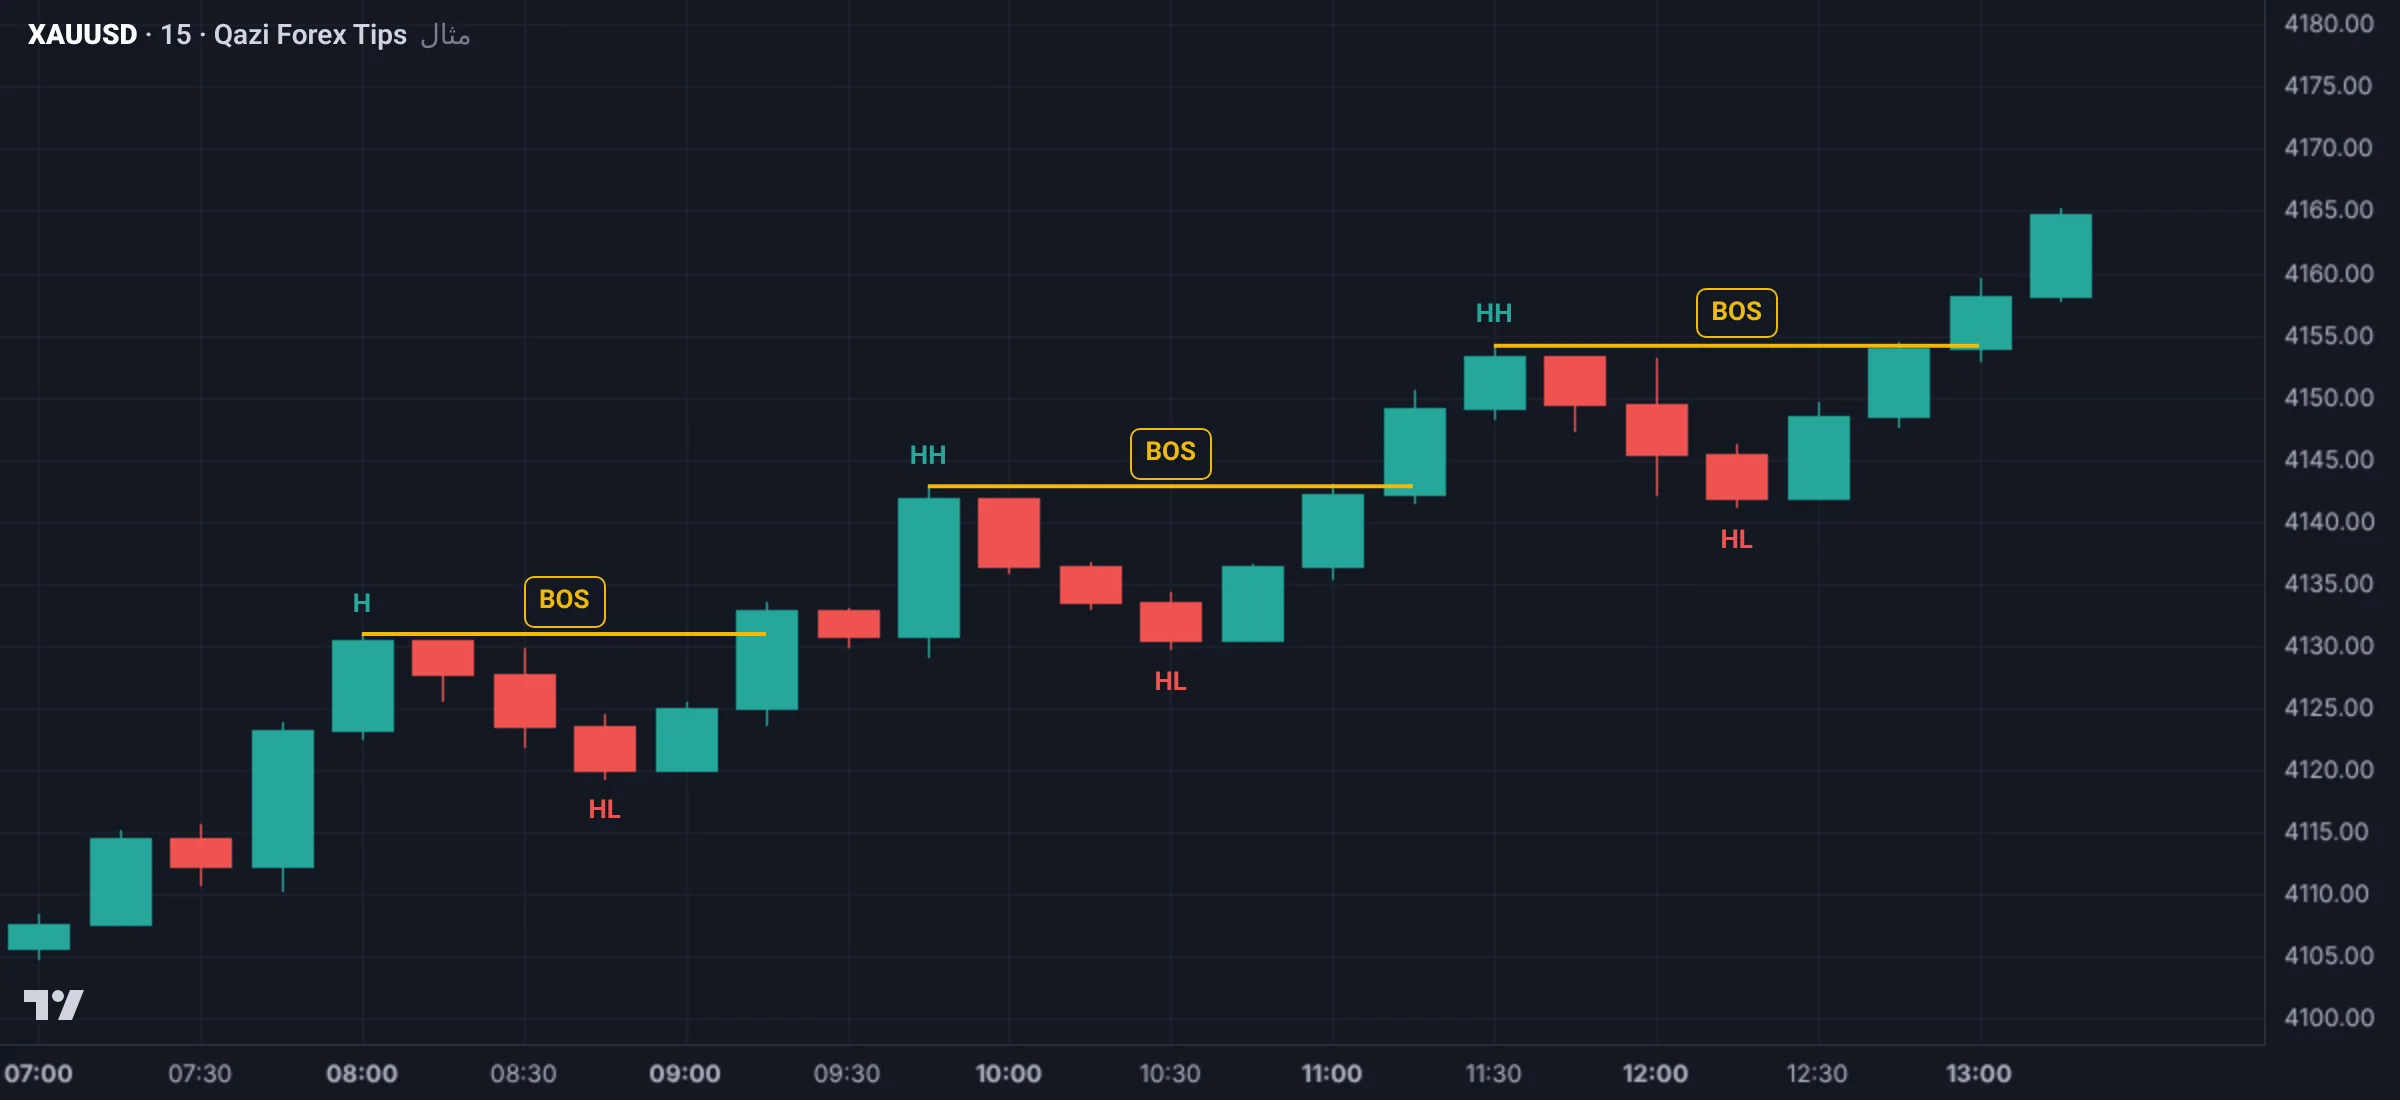 XAUUSD · 15 · Qazi Forex Tips مثال
4180.00
4175.00
4170.00
4165.00
4160.00
4155.00
4150.00
4145.00
4140.00
4135.00
4130.00
4125.00
4120.00
4115.00
4110.00
4105.00
4100.00
H
BOS
HL
HH
BOS
HL
HH
BOS
HL
07:00 07:30 08:00 08:30 09:00 09:30 10:00 10:30 11:00 11:30 12:00 12:30 13:00